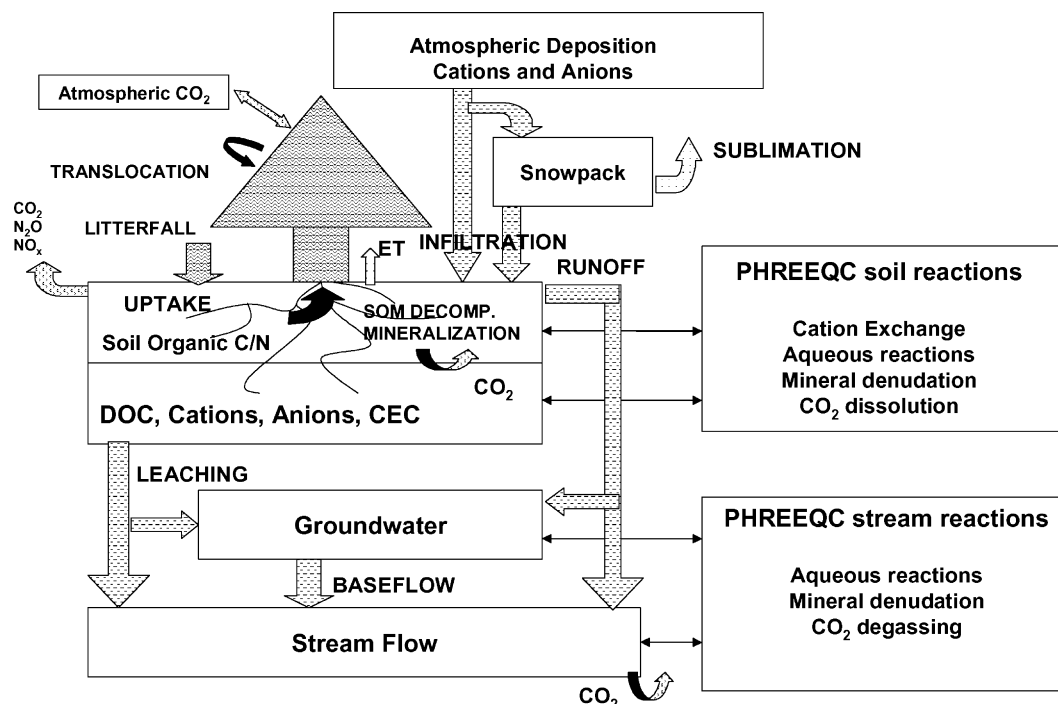 Atmospheric Deposition
Cations and Anions
Atmospheric CO₂
TRANSLOCATION
Snowpack
SUBLIMATION
CO₂
N₂O
NOₓ
LITTERFALL
ET
INFILTRATION
RUNOFF
UPTAKE
SOM DECOMP.
MINERALIZATION
Soil Organic C/N
CO₂
DOC, Cations, Anions, CEC
PHREEQC soil reactions
Cation Exchange
Aqueous reactions
Mineral denudation
CO₂ dissolution
LEACHING
Groundwater
BASEFLOW
Stream Flow
CO₂
PHREEQC stream reactions
Aqueous reactions
Mineral denudation
CO₂ degassing